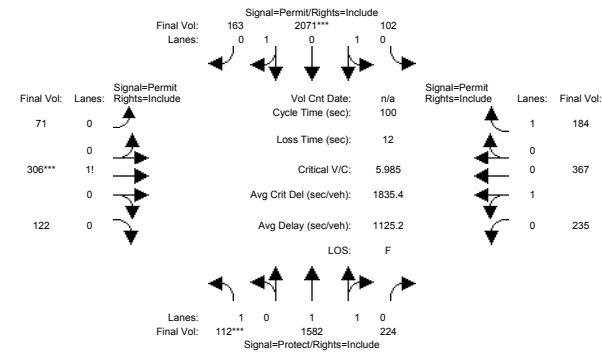 Signal=Permit/Rights=Include
Final Vol: 163 2071*** 102
Lanes: 0 1 0 1 0
Signal=Permit
Final Vol: Lanes: Rights=Include
Vol Cnt Date: n/a
Signal=Permit
Rights=Include Lanes: Final Vol:
Cycle Time (sec): 100
71 0
1 184
Loss Time (sec): 12
0
0
306*** 1!
Critical V/C: 5.985
0 367
0
Avg Crit Del (sec/veh): 1835.4
1
122 0
Avg Delay (sec/veh): 1125.2
0 235
LOS: F
Lanes: 1 0 1 1 0
Final Vol: 112*** 1582 224
Signal=Protect/Rights=Include